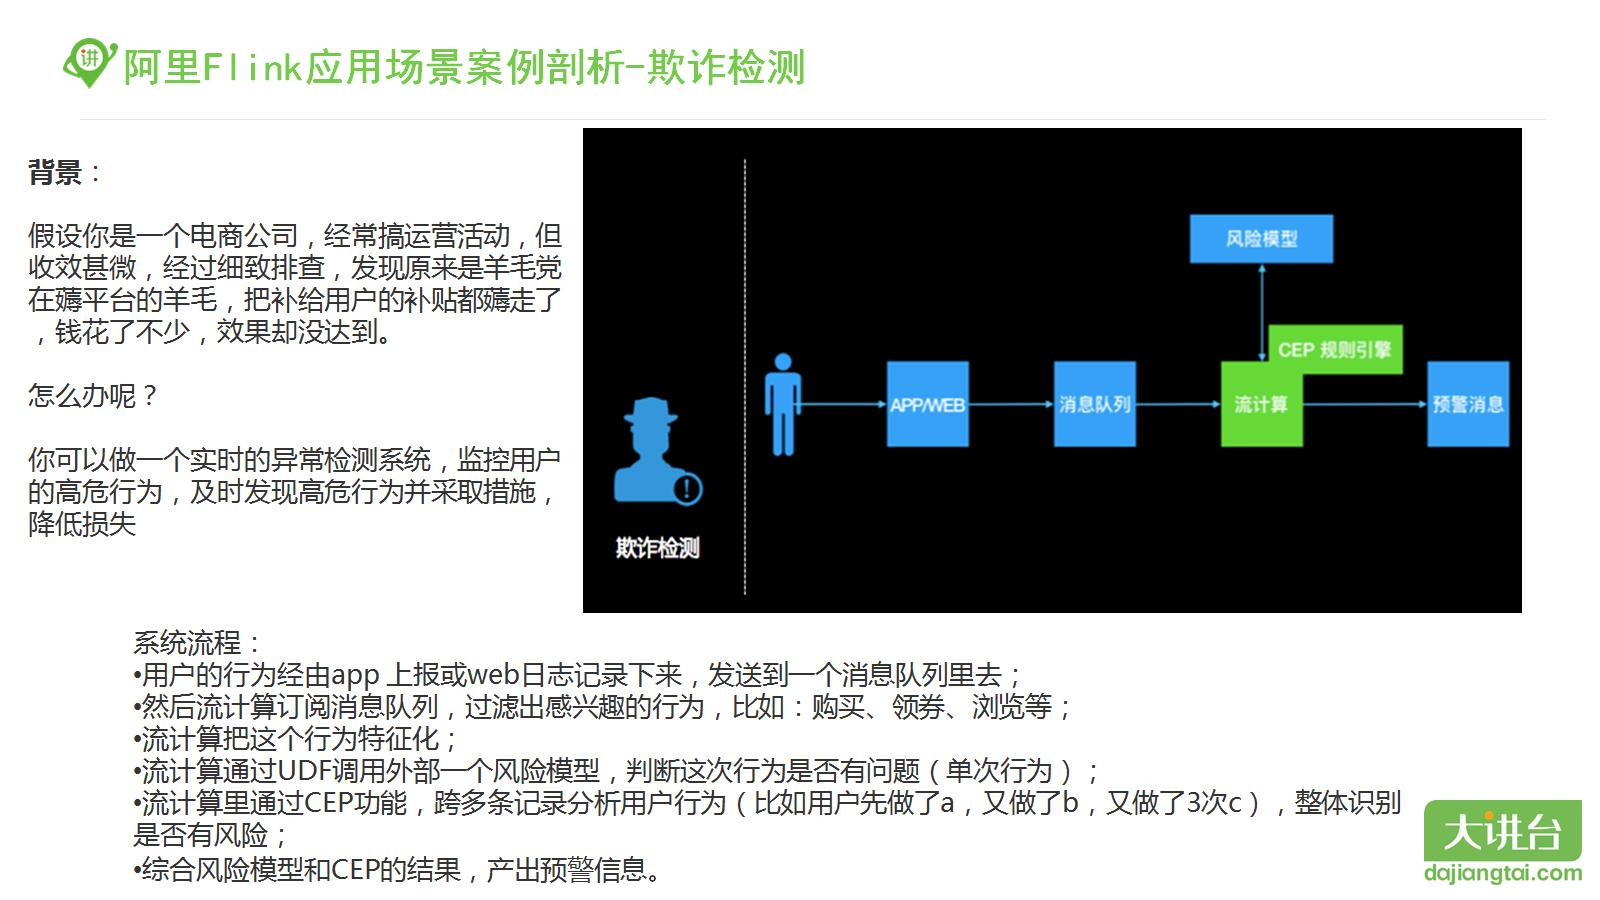 讲
阿里Flink应用场景案例剖析-欺诈检测
背景：
假设你是一个电商公司，经常搞运营活动，但
收效甚微，经过细致排查，发现原来是羊毛党
在薅平台的羊毛，把补给用户的补贴都薅走了
，钱花了不少，效果却没达到。
怎么办呢？
你可以做一个实时的异常检测系统，监控用户
的高危行为，及时发现高危行为并采取措施，
降低损失
风险模型
CEP 规则引擎
APP/WEB
消息队列
流计算
预警消息
!
欺诈检测
系统流程：
•用户的行为经由app 上报或web日志记录下来，发送到一个消息队列里去；
•然后流计算订阅消息队列，过滤出感兴趣的行为，比如：购买、领券、浏览等；
•流计算把这个行为特征化；
•流计算通过UDF调用外部一个风险模型，判断这次行为是否有问题（单次行为）；
•流计算里通过CEP功能，跨多条记录分析用户行为（比如用户先做了a，又做了b，又做了3次c），整体识别
是否有风险；
•综合风险模型和CEP的结果，产出预警信息。
大讲台
dajiangtai.com